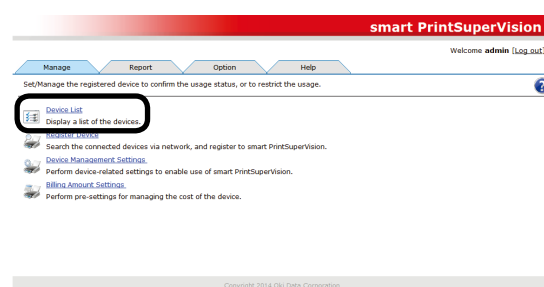 smart PrintSuperVision
Welcome admin [Log out]
Manage Report Option Help
Set/Manage the registered device to confirm the usage status, or to restrict the usage.
Device List
Display a list of the devices.
Register Device
Search the connected devices via network, and register to smart PrintSuperVision.
Device Management Settings
Perform device-related settings to enable use of smart PrintSuperVision.
Billing Amount Settings
Perform pre-settings for managing the cost of the device.
Copyright 2014 Oki Data Corporation